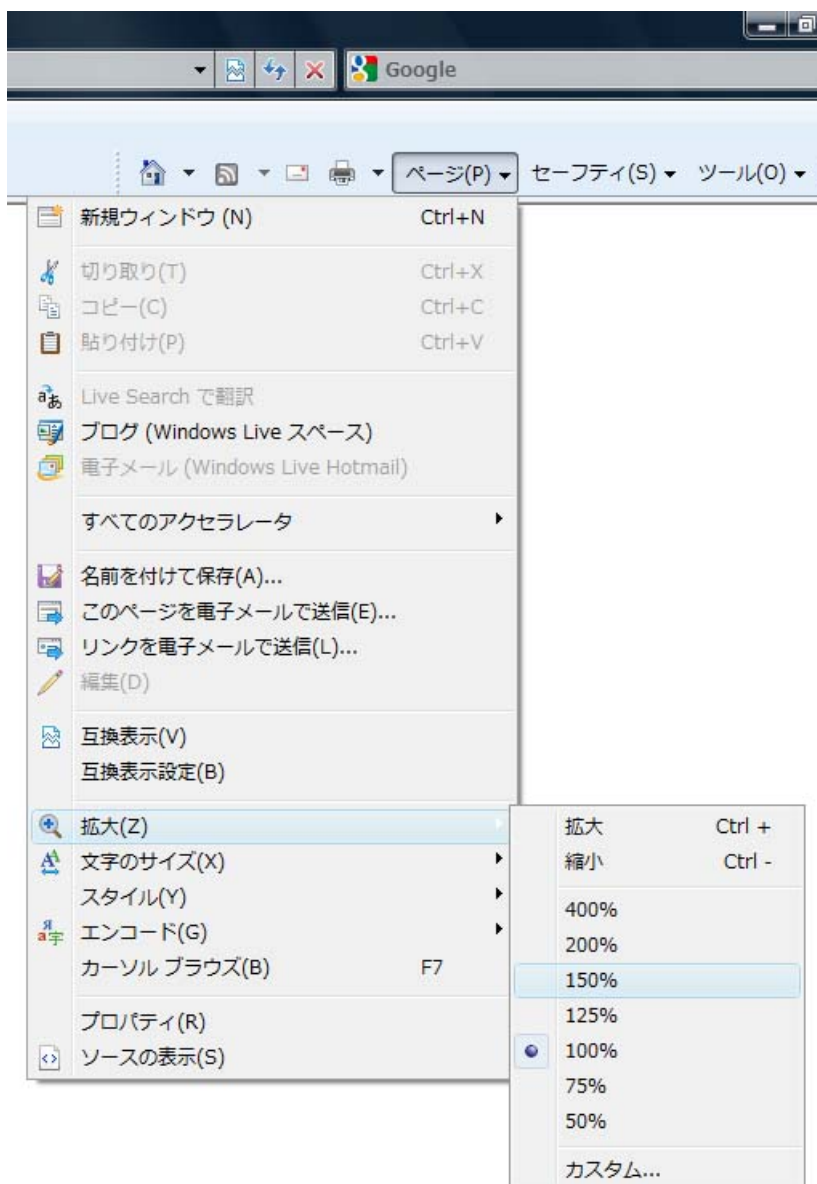 Google
ページ(P) セーフティ(S) ツール(O)
新規ウィンドウ (N) Ctrl+N
切り取り(T) Ctrl+X
コピー(C) Ctrl+C
貼り付け(P) Ctrl+V
Live Search で翻訳
ブログ (Windows Live スペース)
電子メール (Windows Live Hotmail)
すべてのアクセラレータ
名前を付けて保存(A)...
このページを電子メールで送信(E)...
リンクを電子メールで送信(L)...
編集(D)
互換表示(V)
互換表示設定(B)
拡大(Z)
文字のサイズ(X)
スタイル(Y)
エンコード(G)
カーソル ブラウズ(B) F7
プロパティ(R)
ソースの表示(S)
拡大 Ctrl +
縮小 Ctrl -
400%
200%
150%
125%
100%
75%
50%
カスタム...